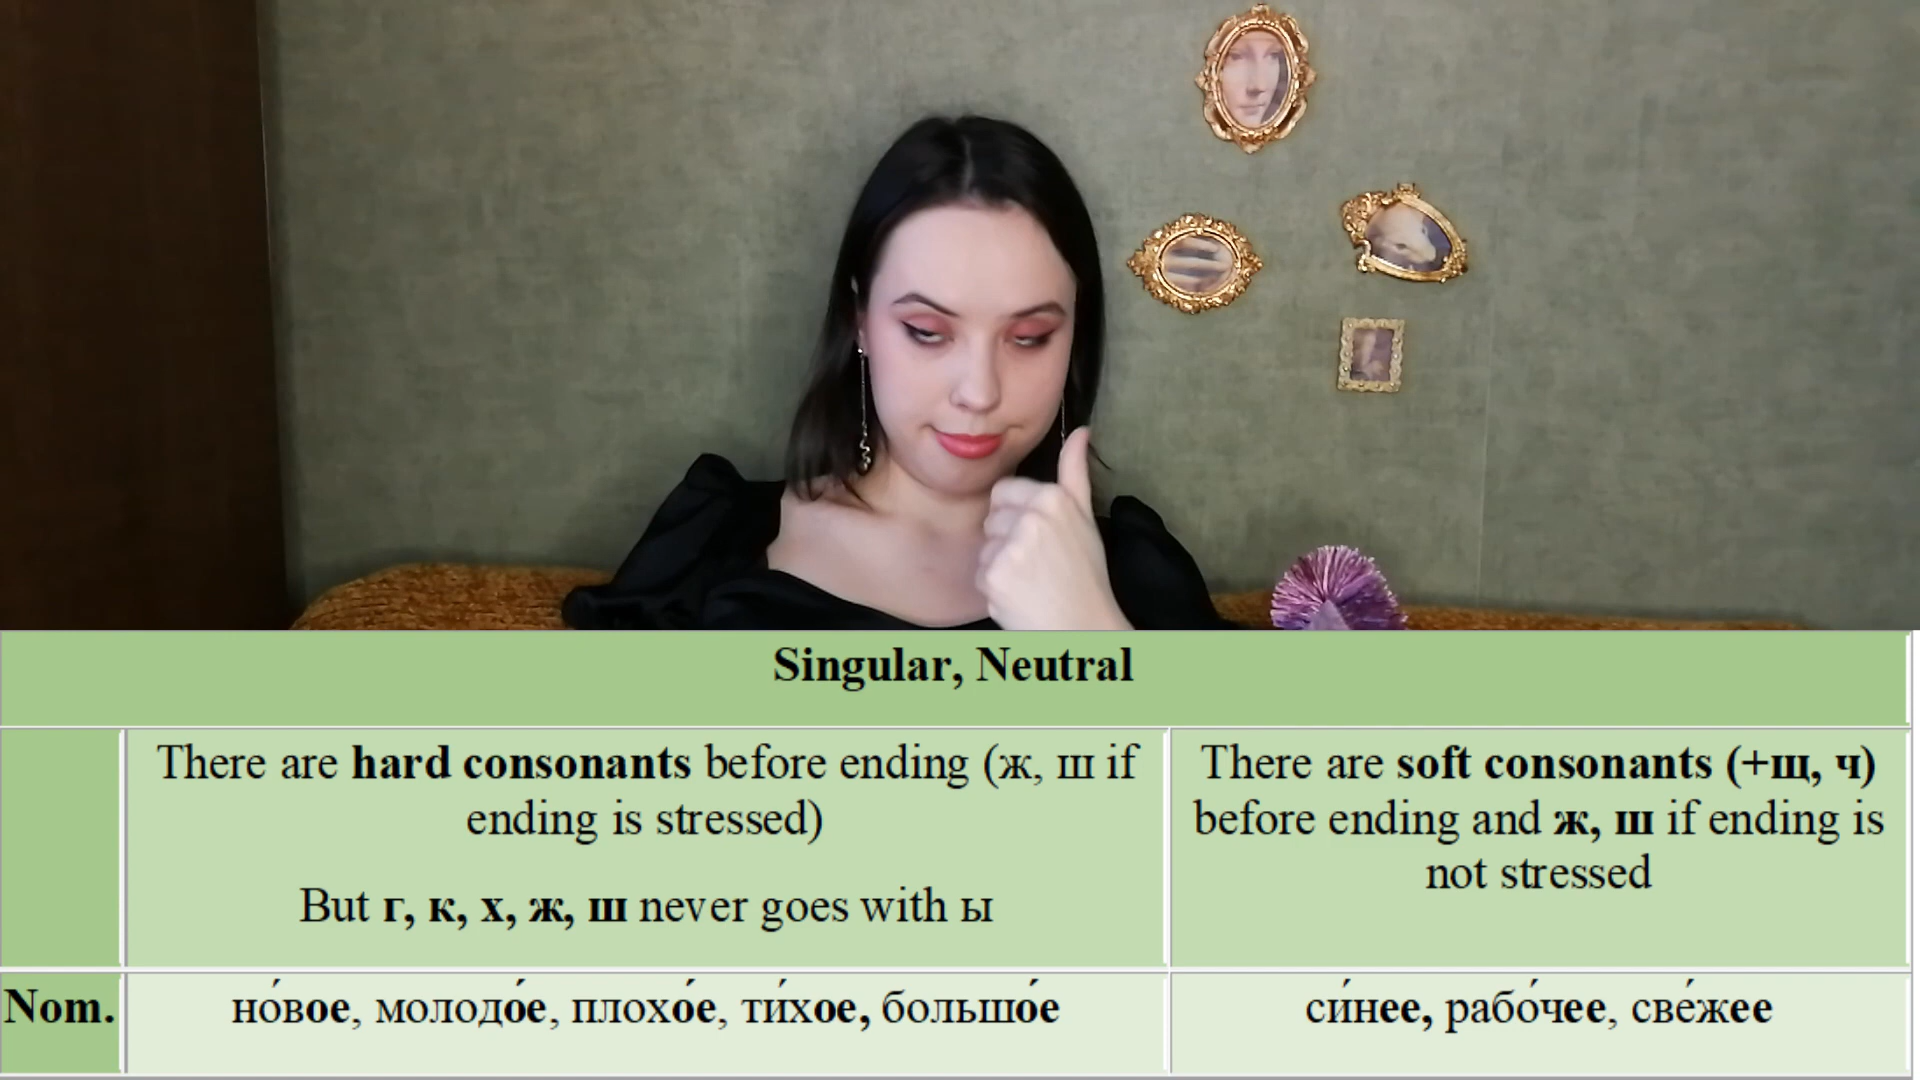 Singular, Neutral
There are hard consonants before ending (ж, ш if
ending is stressed)
But г, к, х, ж, ш never goes with ы
There are soft consonants (+щ, ч)
before ending and ж, ш if ending is
not stressed
Nom.
но́вое, молодо́е, плохо́е, ти́хое, большо́е
си́нее, рабо́чее, све́жее